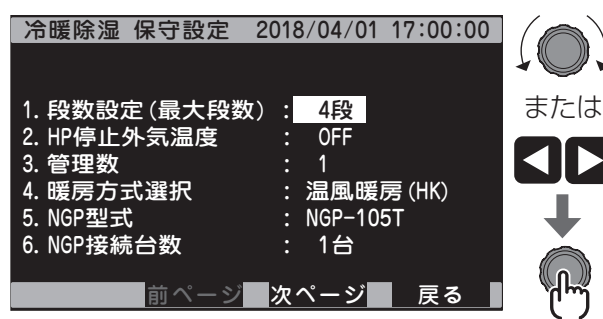 冷暖除湿 保守設定 2018/04/01 17:00:00
1. 段数設定(最大段数) : 4段
2. HP停止外気温度 : OFF
3. 管理数 : 1
4. 暖房方式選択 : 温風暖房(HK)
5. NGP型式 : NGP-105T
6. NGP接続台数 : 1台
前ページ 次ページ 戻る
または